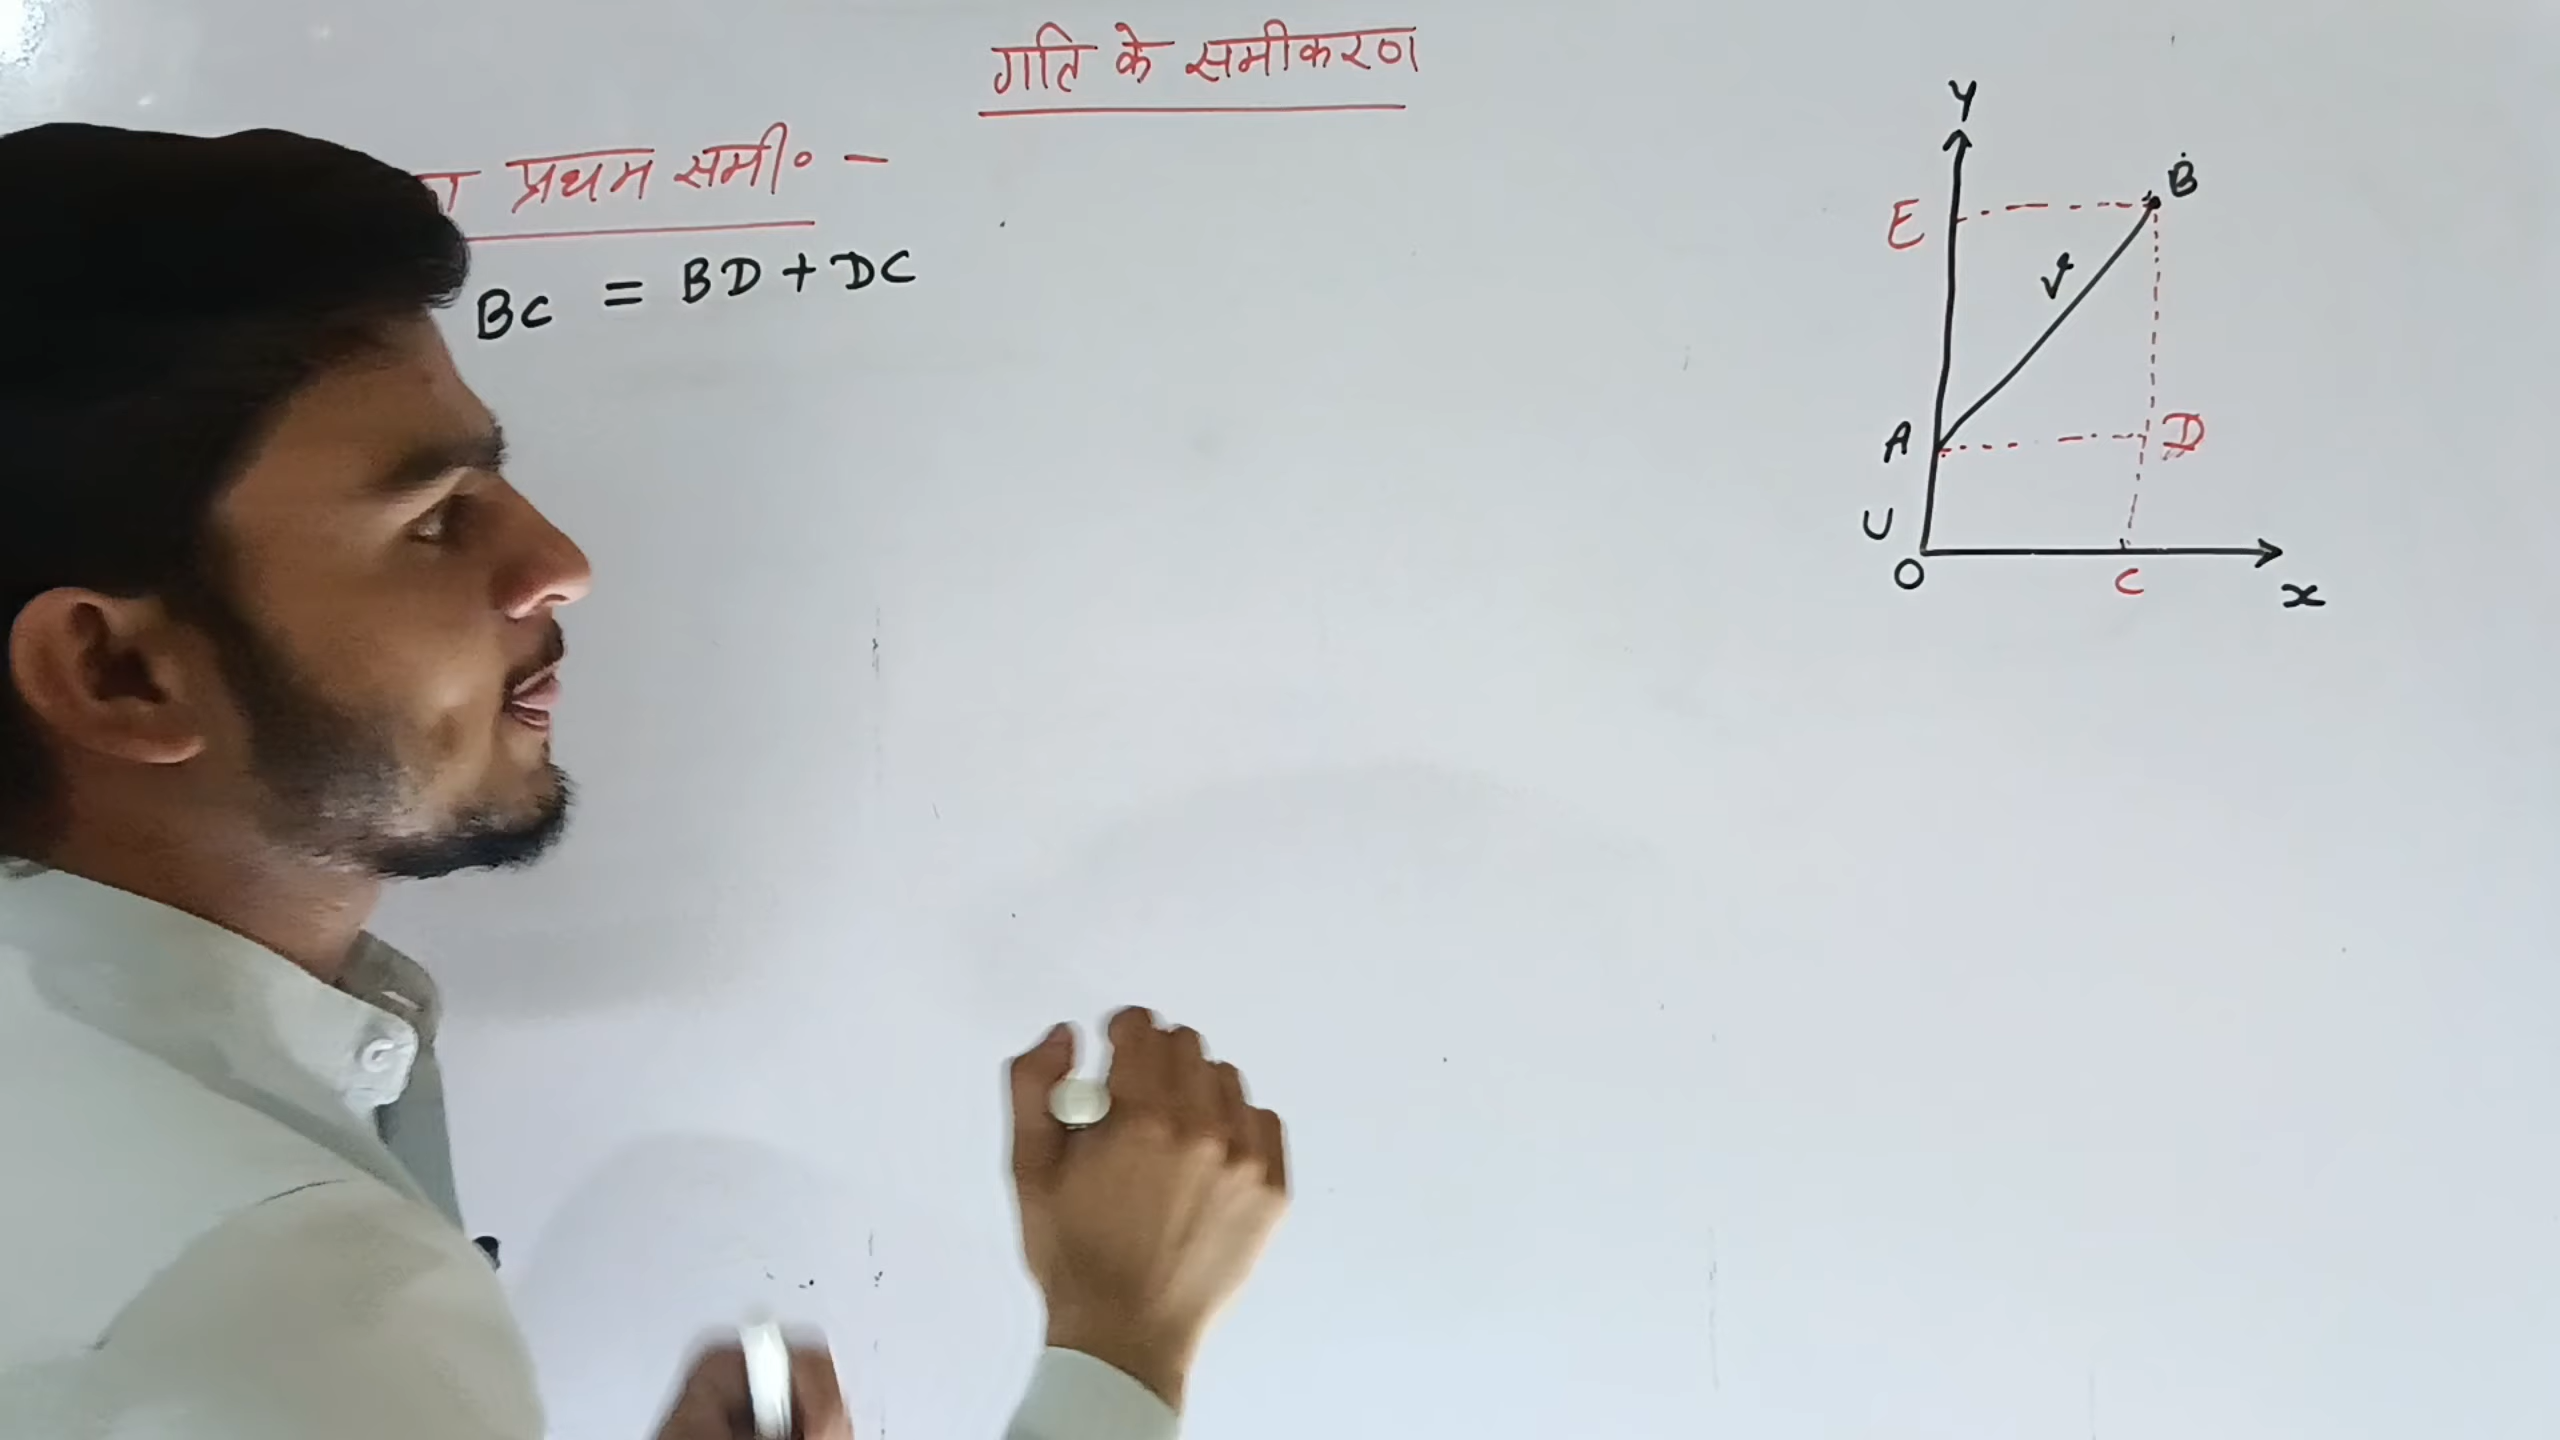 गति के समीकरण
प्रथम समी० -
BC = BD + DC
Y
B
E
V
A
D
U
O
C
x